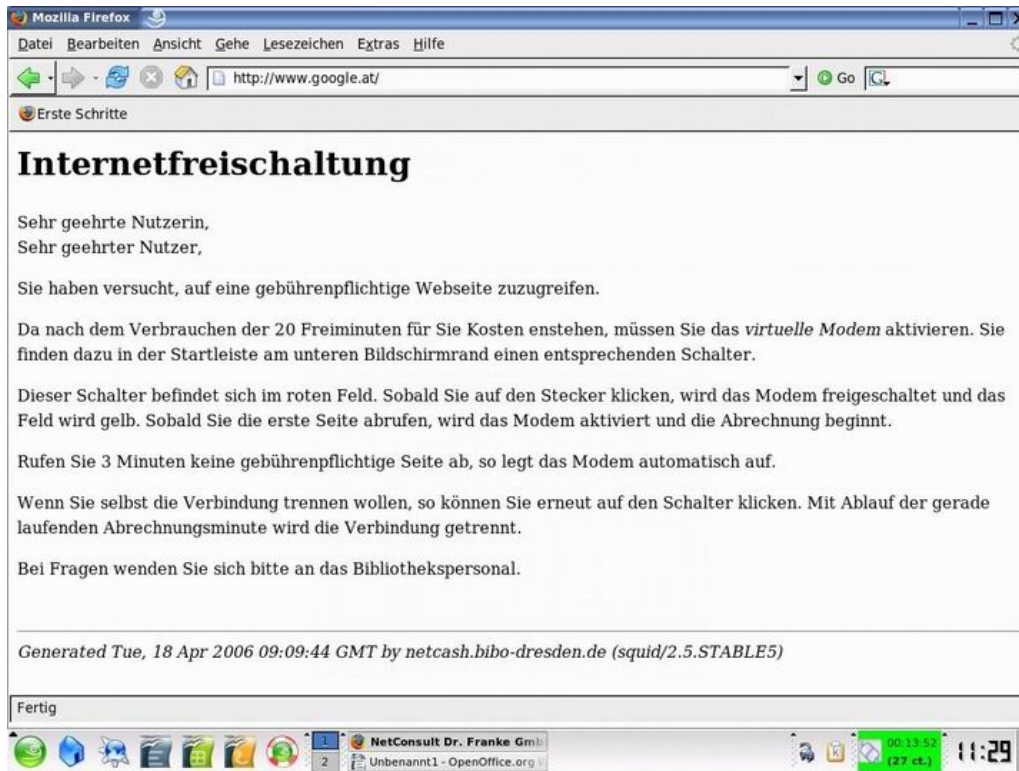 Mozilla Firefox
Datei Bearbeiten Ansicht Gehe Lesezeichen Extras Hilfe
http://www.google.at/ Go G
Erste Schritte
Internetfreischaltung
Sehr geehrte Nutzerin,
Sehr geehrter Nutzer,
Sie haben versucht, auf eine gebührenpflichtige Webseite zuzugreifen.
Da nach dem Verbrauchen der 20 Freiminuten für Sie Kosten enstehen, müssen Sie das virtuelle Modem aktivieren. Sie
finden dazu in der Startleiste am unteren Bildschirmrand einen entsprechenden Schalter.
Dieser Schalter befindet sich im roten Feld. Sobald Sie auf den Stecker klicken, wird das Modem freigeschaltet und das
Feld wird gelb. Sobald Sie die erste Seite abrufen, wird das Modem aktiviert und die Abrechnung beginnt.
Rufen Sie 3 Minuten keine gebührenpflichtige Seite ab, so legt das Modem automatisch auf.
Wenn Sie selbst die Verbindung trennen wollen, so können Sie erneut auf den Schalter klicken. Mit Ablauf der gerade
laufenden Abrechnungsminute wird die Verbindung getrennt.
Bei Fragen wenden Sie sich bitte an das Bibliothekspersonal.
Generated Tue, 18 Apr 2006 09:09:44 GMT by netcash.bibo-dresden.de (squid/2.5.STABLE5)
Fertig
1 NetConsult Dr. Franke Gmb 00:13:52 11:29
2 Unbenannt1 - OpenOffice.org (27 ct.)